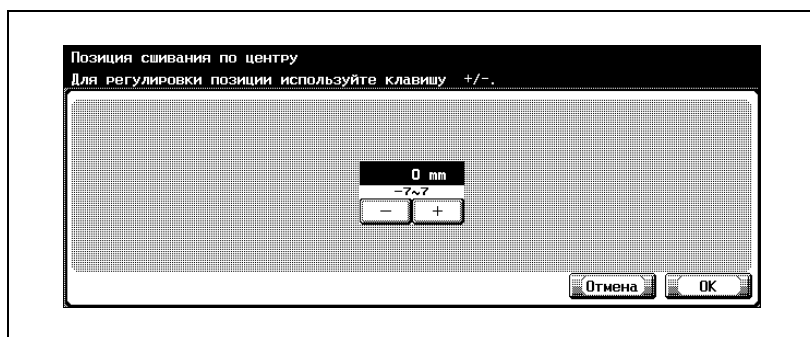 Позиция сшивания по центру
Для регулировки позиции используйте клавишу +/-.
0 mm
-7~7
− +
Отмена OK